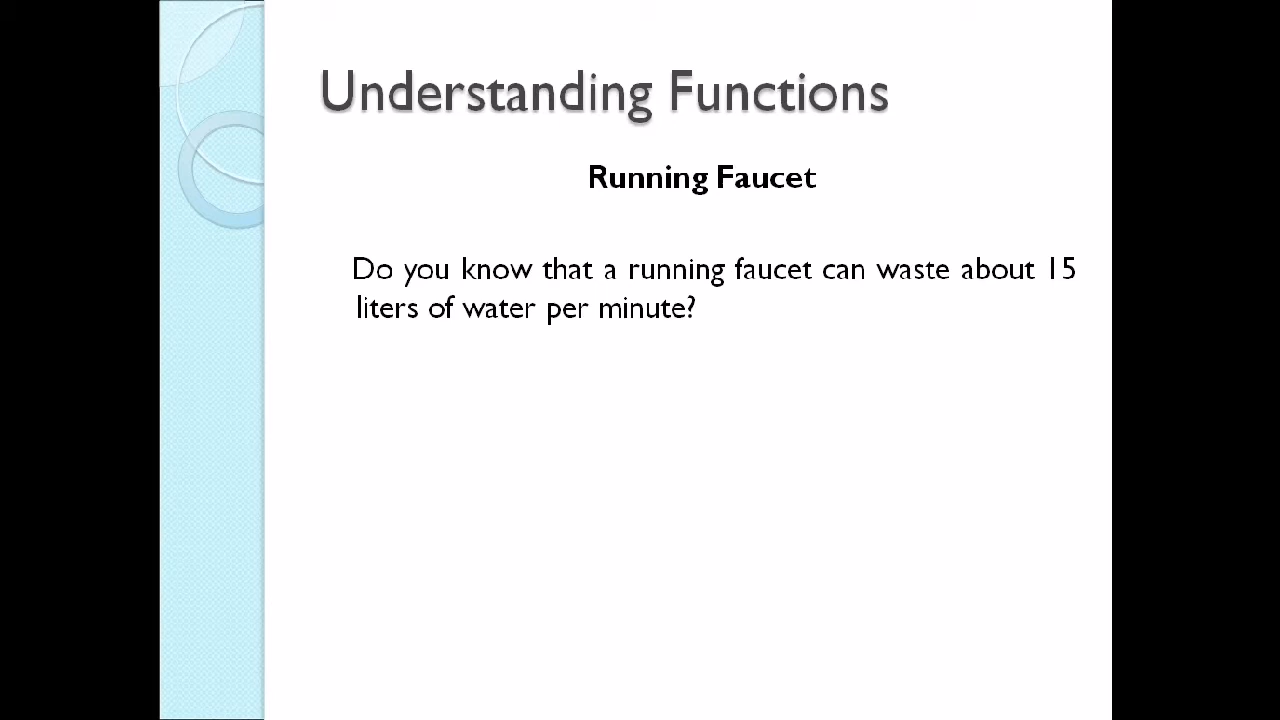 Understanding Functions
Running Faucet
Do you know that a running faucet can waste about 15
liters of water per minute?